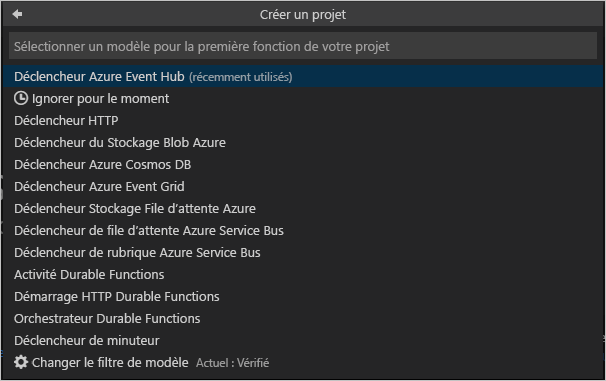 Créer un projet
Sélectionner un modèle pour la première fonction de votre projet
Déclencheur Azure Event Hub (récemment utilisés)
Ignorer pour le moment
Déclencheur HTTP
Déclencheur du Stockage Blob Azure
Déclencheur Azure Cosmos DB
Déclencheur Azure Event Grid
Déclencheur Stockage File d'attente Azure
Déclencheur de file d'attente Azure Service Bus
Déclencheur de rubrique Azure Service Bus
Activité Durable Functions
Démarrage HTTP Durable Functions
Orchestrateur Durable Functions
Déclencheur de minuteur
Changer le filtre de modèle Actuel : Vérifié